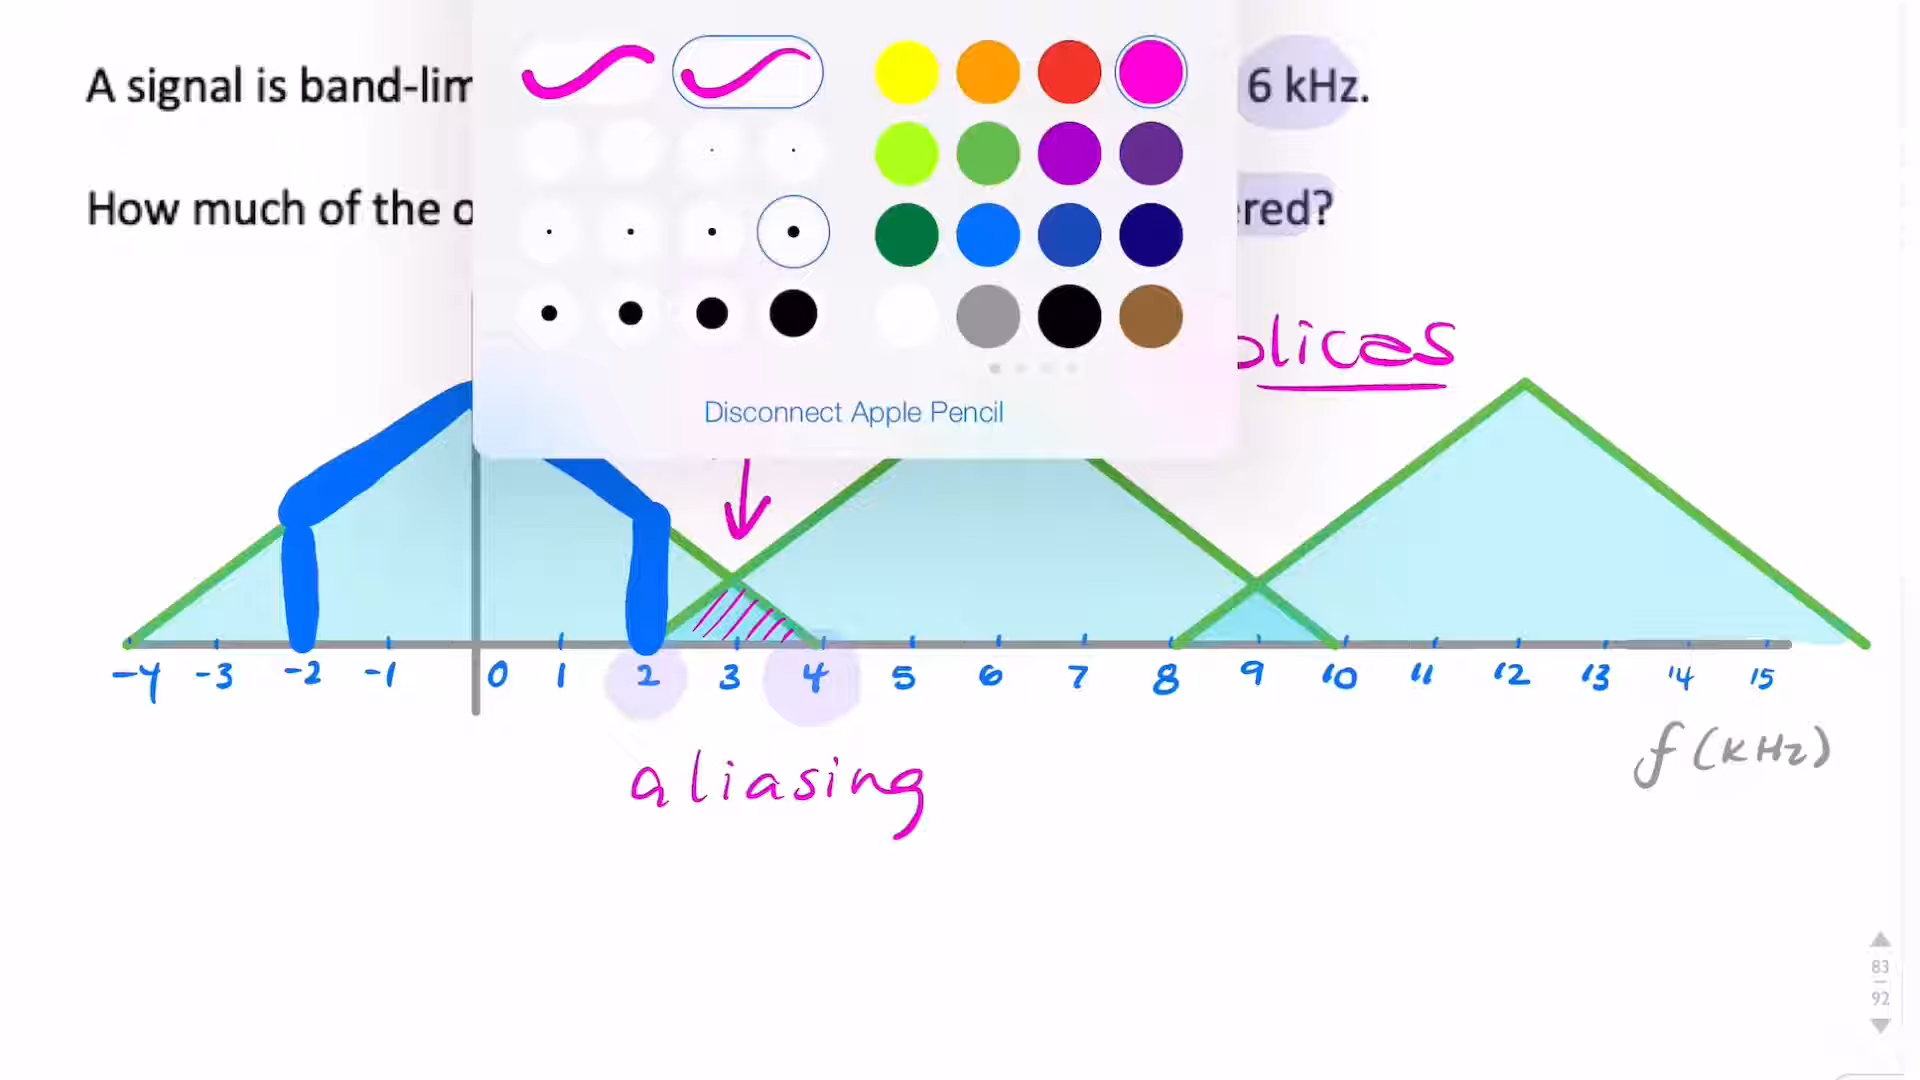 A signal is band-lim 6 kHz.
How much of the o ered?
olicas
Disconnect Apple Pencil
-4 -3 -2 -1 0 1 2 3 4 5 6 7 8 9 10 11 12 13 14 15
f (kHz)
aliasing
83
92